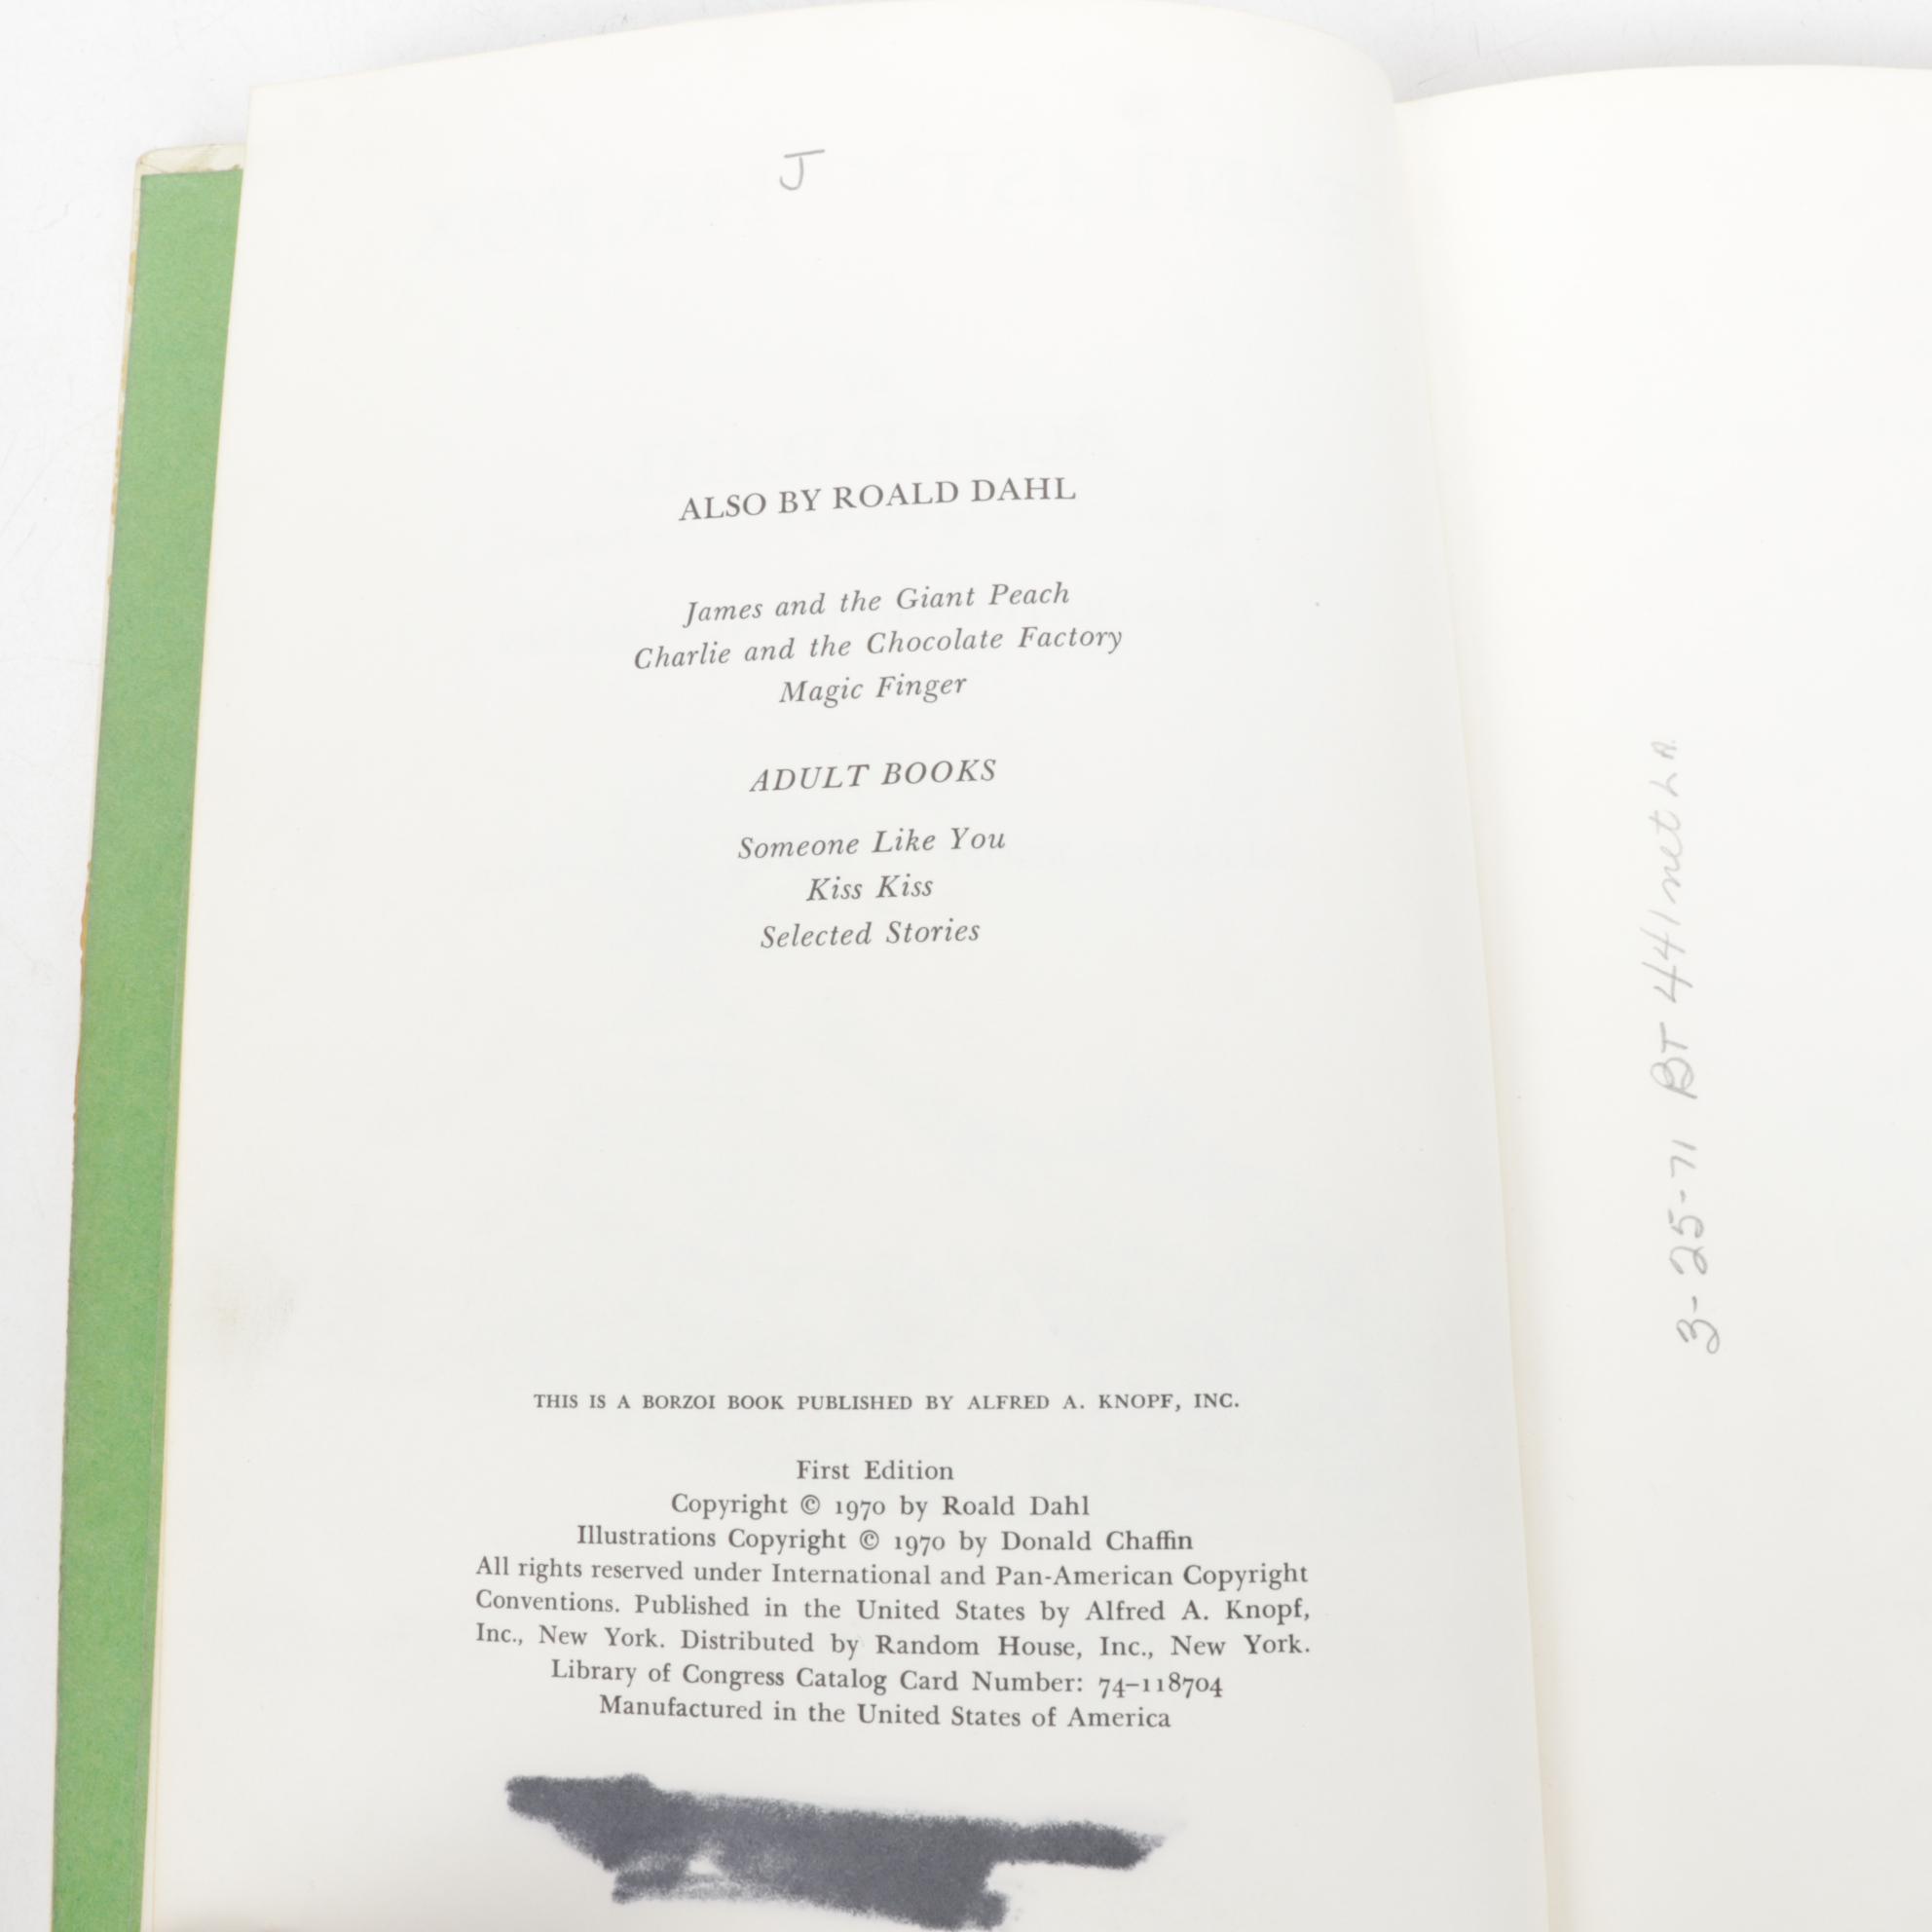 J
ALSO BY ROALD DAHL
James and the Giant Peach
Charlie and the Chocolate Factory
Magic Finger
ADULT BOOKS
Someone Like You
Kiss Kiss
Selected Stories
THIS IS A BORZOI BOOK PUBLISHED BY ALFRED A. KNOPF, INC.
First Edition
Copyright © 1970 by Roald Dahl
Illustrations Copyright © 1970 by Donald Chaffin
All rights reserved under International and Pan-American Copyright
Conventions. Published in the United States by Alfred A. Knopf,
Inc., New York. Distributed by Random House, Inc., New York.
Library of Congress Catalog Card Number: 74–118704
Manufactured in the United States of America
3-25-71 BT 441 net